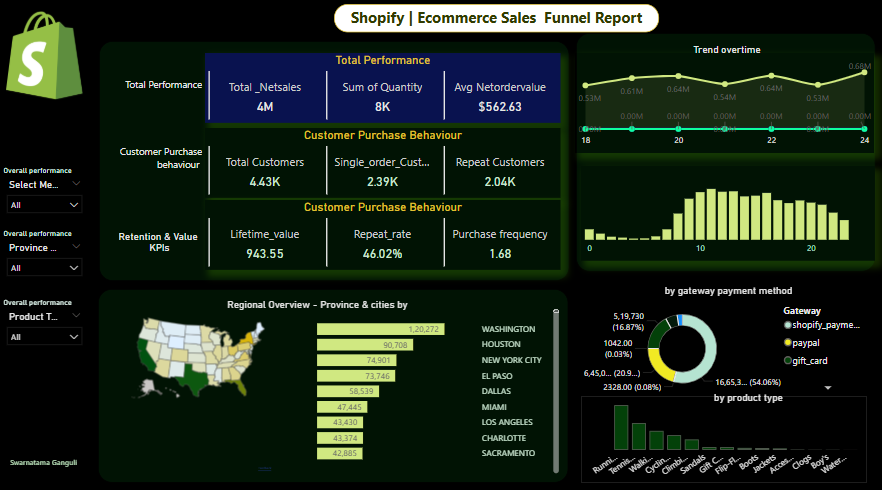 Shopify | Ecommerce Sales Funnel Report
S
Overall performance
Select Me...
All
Overall performance
Province ...
All
Overall performance
Product T...
All
Swarnatama Ganguli
Total Performance
Total Performance
Total _Netsales
Sum of Quantity
Avg Netordervalue
4M
8K
$562.63
Customer Purchase Behaviour
Customer Purchase
behaviour
Total Customers
Single_order_Cust...
Repeat Customers
4.43K
2.39K
2.04K
Customer Purchase Behaviour
Retention & Value
KPIs
Lifetime_value
Repeat_rate
Purchase frequency
943.55
46.02%
1.68
Trend overtime
0.53M
0.61M
0.64M
0.54M
0.64M
0.53M
0.68M
0.00M
0.00M
0.00M
0.00M
18
20
22
24
0
10
20
Regional Overview - Province & cities by
1,20,272 WASHINGTON
90,708 HOUSTON
74,901 NEW YORK CITY
73,746 EL PASO
58,539 DALLAS
47,445 MIAMI
43,430 LOS ANGELES
43,374 CHARLOTTE
42,885 SACRAMENTO
by gateway payment method
5,19,730
(16.87%)
1042.00
(0.03%)
6,45,0... (20.9...)
2328.00 (0.08%)
16,65,3... (54.06%)
Gateway
shopify_payme...
paypal
gift_card
by product type
Runni...
Tennis...
Walki...
Cyclin...
Climbi...
Sandals
Gift C...
Flip-Fl...
Boots
Jackets
Acces...
Clogs
Boy's
Water...